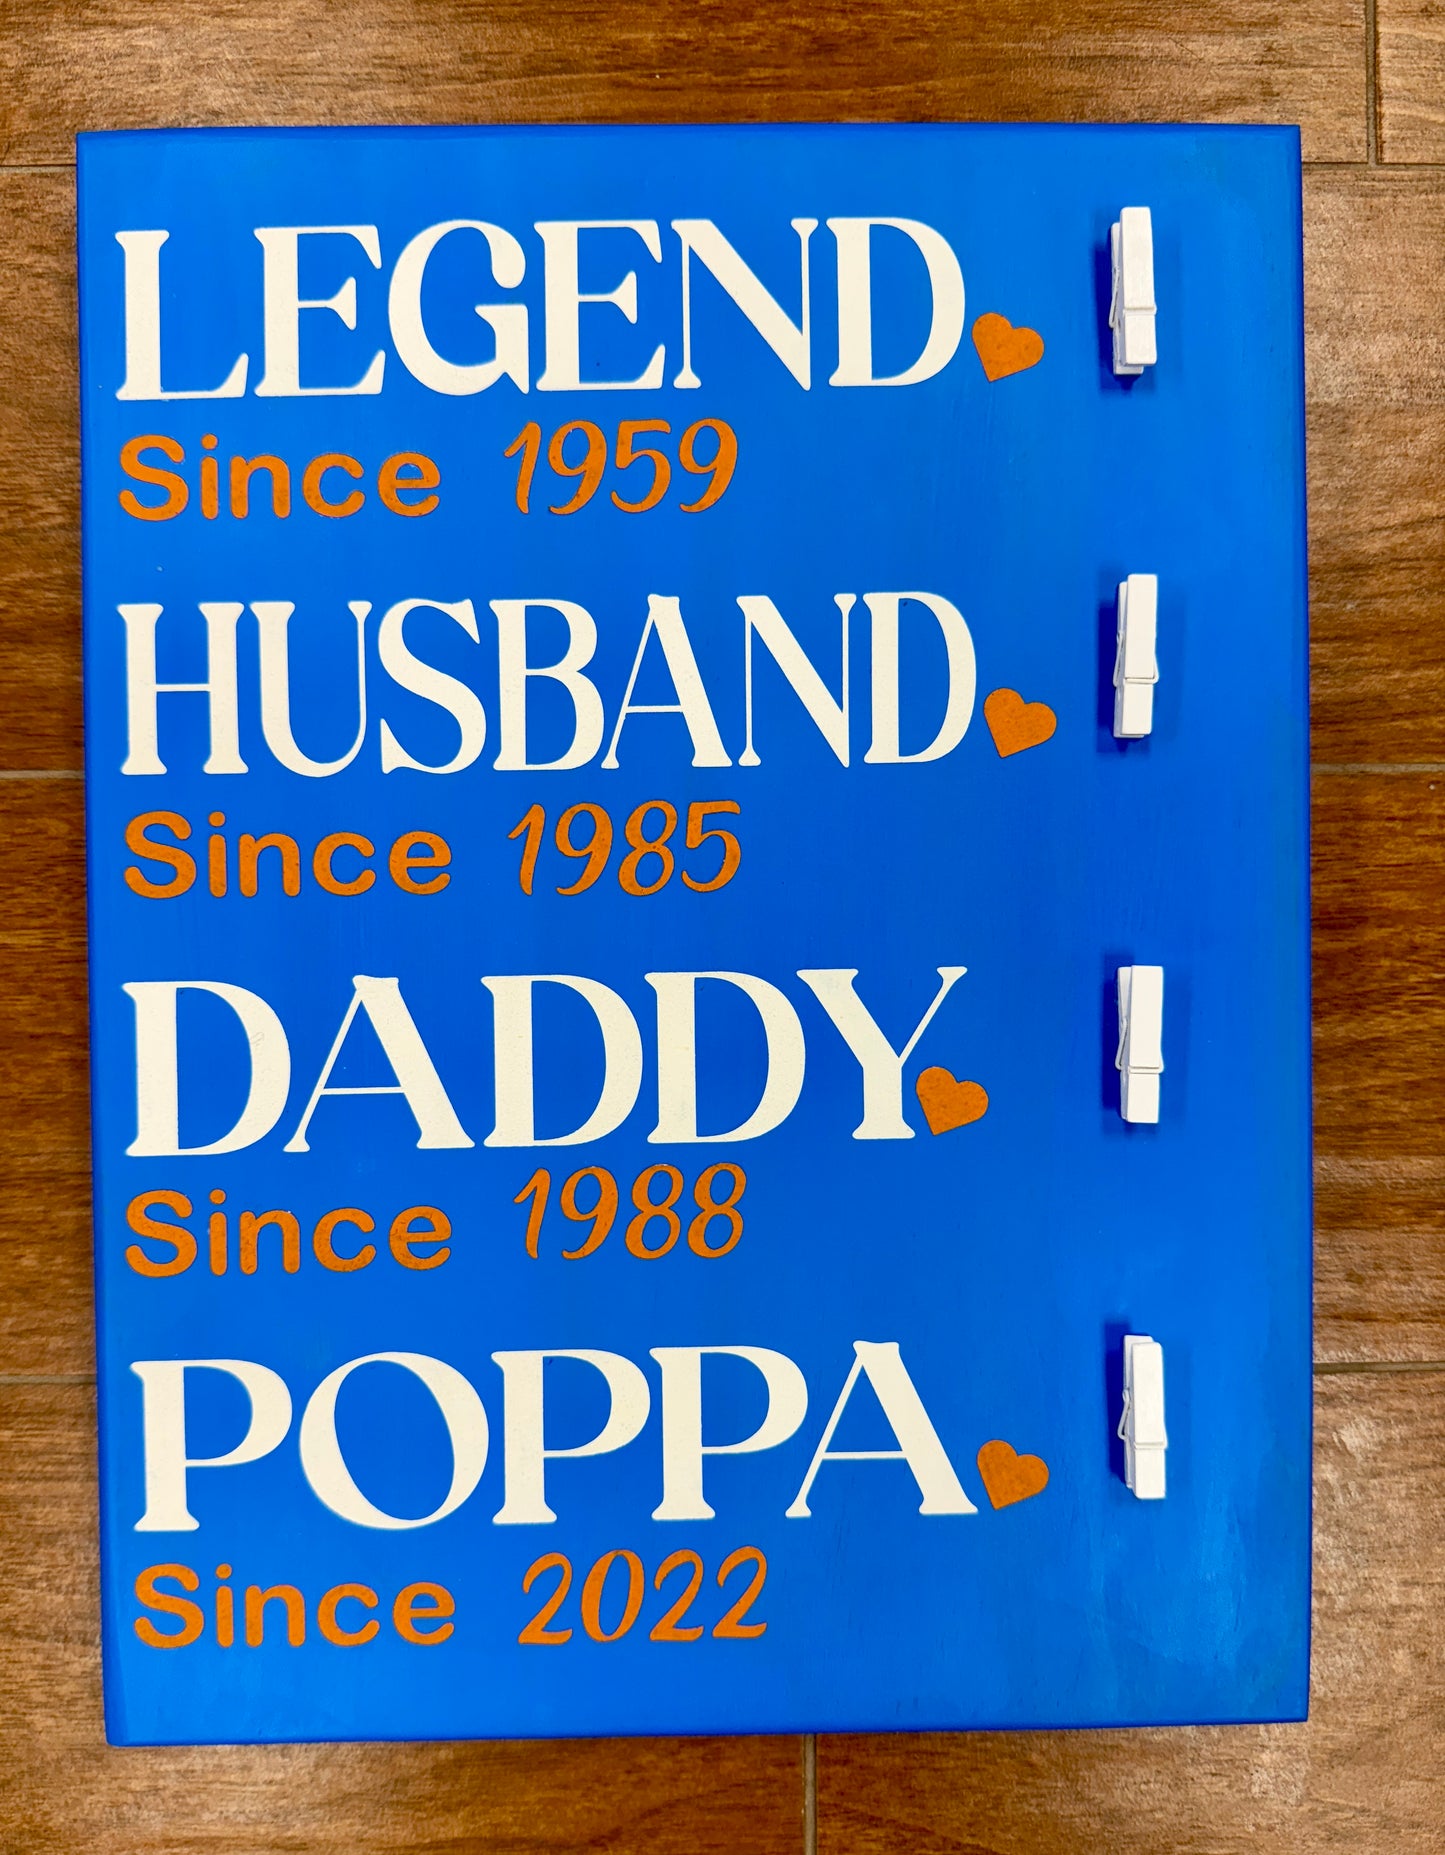 LEGEND
Since 1959
HUSBAND
Since 1985
DADDY
Since 1988
POPPA
Since 2022